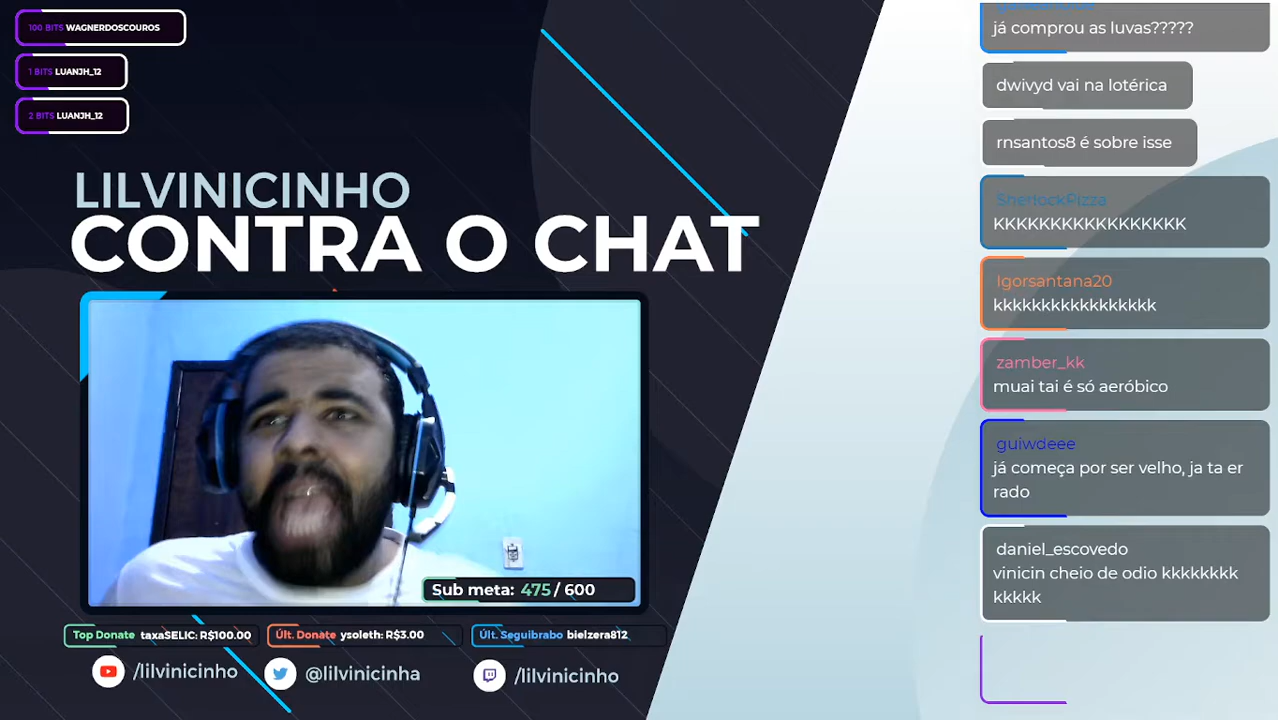 100 BITS WAGNERDOSCOUROS
1 BITS LUANJH_12
2 BITS LUANJH_12
LILVINICINHO
CONTRA O CHAT
Sub meta: 475 / 600
Top Donate taxaSELIC: R$100.00
Últ. Donate ysoleth: R$3.00
Últ. Seguibrabo bielzera812
/lilvinicinho
@lilvinicinha
/lilvinicinho
já comprou as luvas?????
dwivyd vai na lotérica
rnsantos8 é sobre isse
SherlockPizza
KKKKKKKKKKKKKKKKK
Igorsantana20
kkkkkkkkkkkkkkkkk
zamber_kk
muai tai é só aeróbico
guiwdeee
já começa por ser velho, ja ta er
rado
daniel_escovedo
vinicin cheio de odio kkkkkkkk
kkkkk